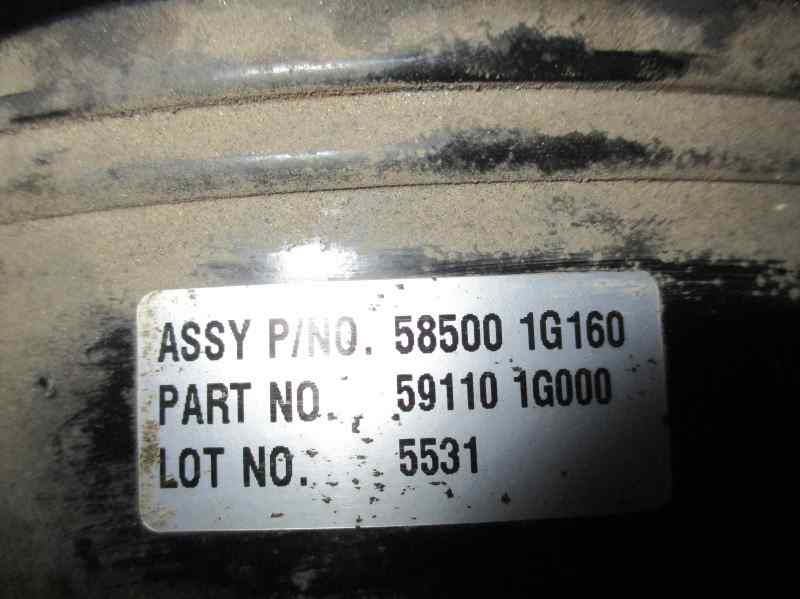 ASSY P/NO. 58500 1G160
PART NO. 59110 1G000
LOT NO. 5531